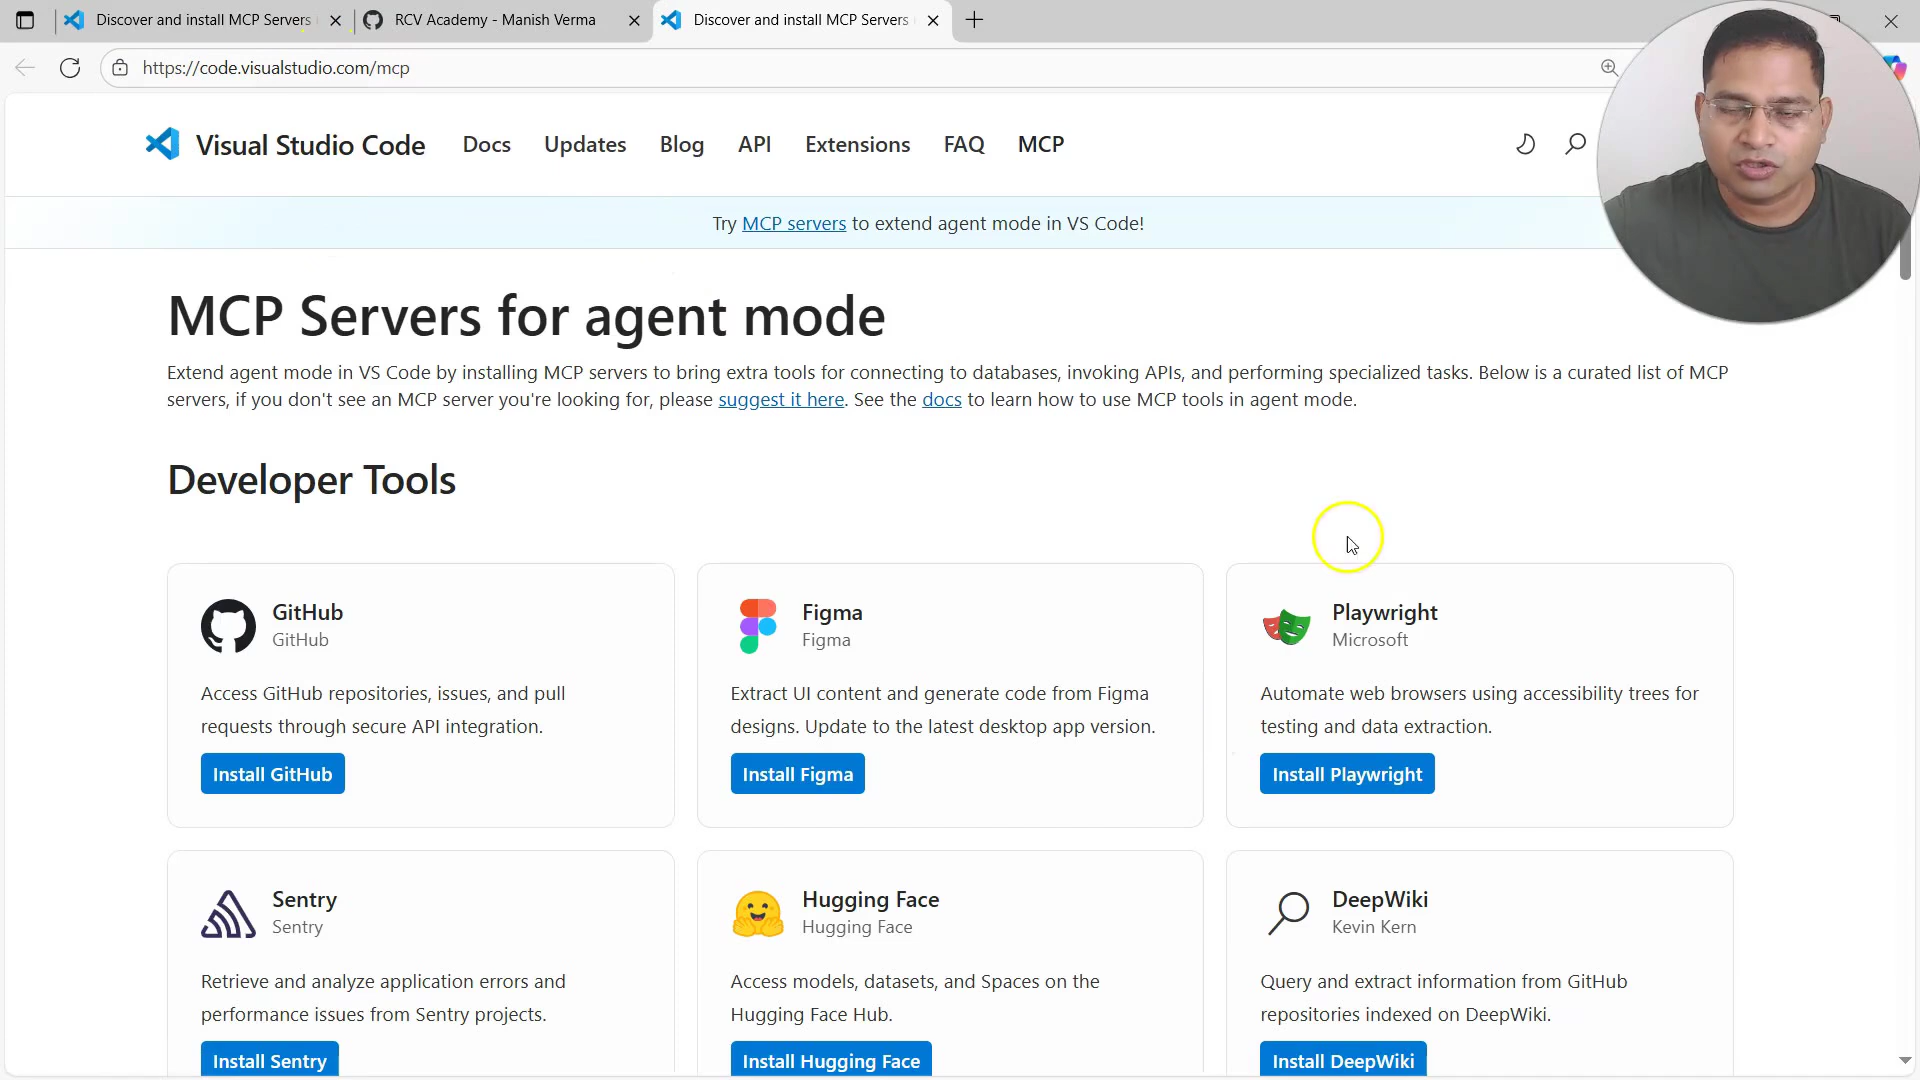 Discover and install MCP Servers
RCV Academy - Manish Verma
Discover and install MCP Servers
https://code.visualstudio.com/mcp
Visual Studio Code
Docs
Updates
Blog
API
Extensions
FAQ
MCP
Try MCP servers to extend agent mode in VS Code!
MCP Servers for agent mode
Extend agent mode in VS Code by installing MCP servers to bring extra tools for connecting to databases, invoking APIs, and performing specialized tasks. Below is a curated list of MCP
servers, if you don't see an MCP server you're looking for, please suggest it here. See the docs to learn how to use MCP tools in agent mode.
Developer Tools
GitHub
GitHub
Access GitHub repositories, issues, and pull
requests through secure API integration.
Install GitHub
Figma
Figma
Extract UI content and generate code from Figma
designs. Update to the latest desktop app version.
Install Figma
Playwright
Microsoft
Automate web browsers using accessibility trees for
testing and data extraction.
Install Playwright
Sentry
Sentry
Retrieve and analyze application errors and
performance issues from Sentry projects.
Install Sentry
Hugging Face
Hugging Face
Access models, datasets, and Spaces on the
Hugging Face Hub.
Install Hugging Face
DeepWiki
Kevin Kern
Query and extract information from GitHub
repositories indexed on DeepWiki.
Install DeepWiki